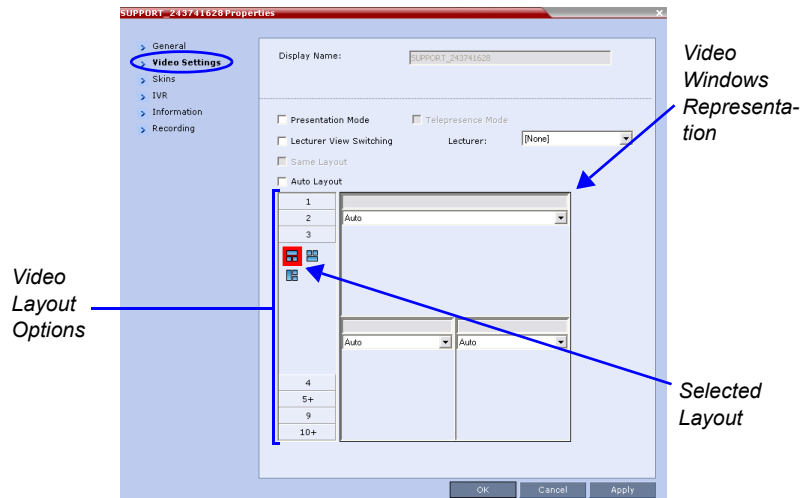 SUPPORT_243741628 Properties
General
Video Settings
Skins
IVR
Information
Recording
Display Name:
SUPPORT_243741628
Presentation Mode
Telepresence Mode
Lecturer View Switching
Lecturer:
[None]
Same Layout
Auto Layout
1
2
3
4
5+
9
10+
Auto
Auto
Auto
OK
Cancel
Apply
Video
Windows
Representa-
tion
Video
Layout
Options
Selected
Layout